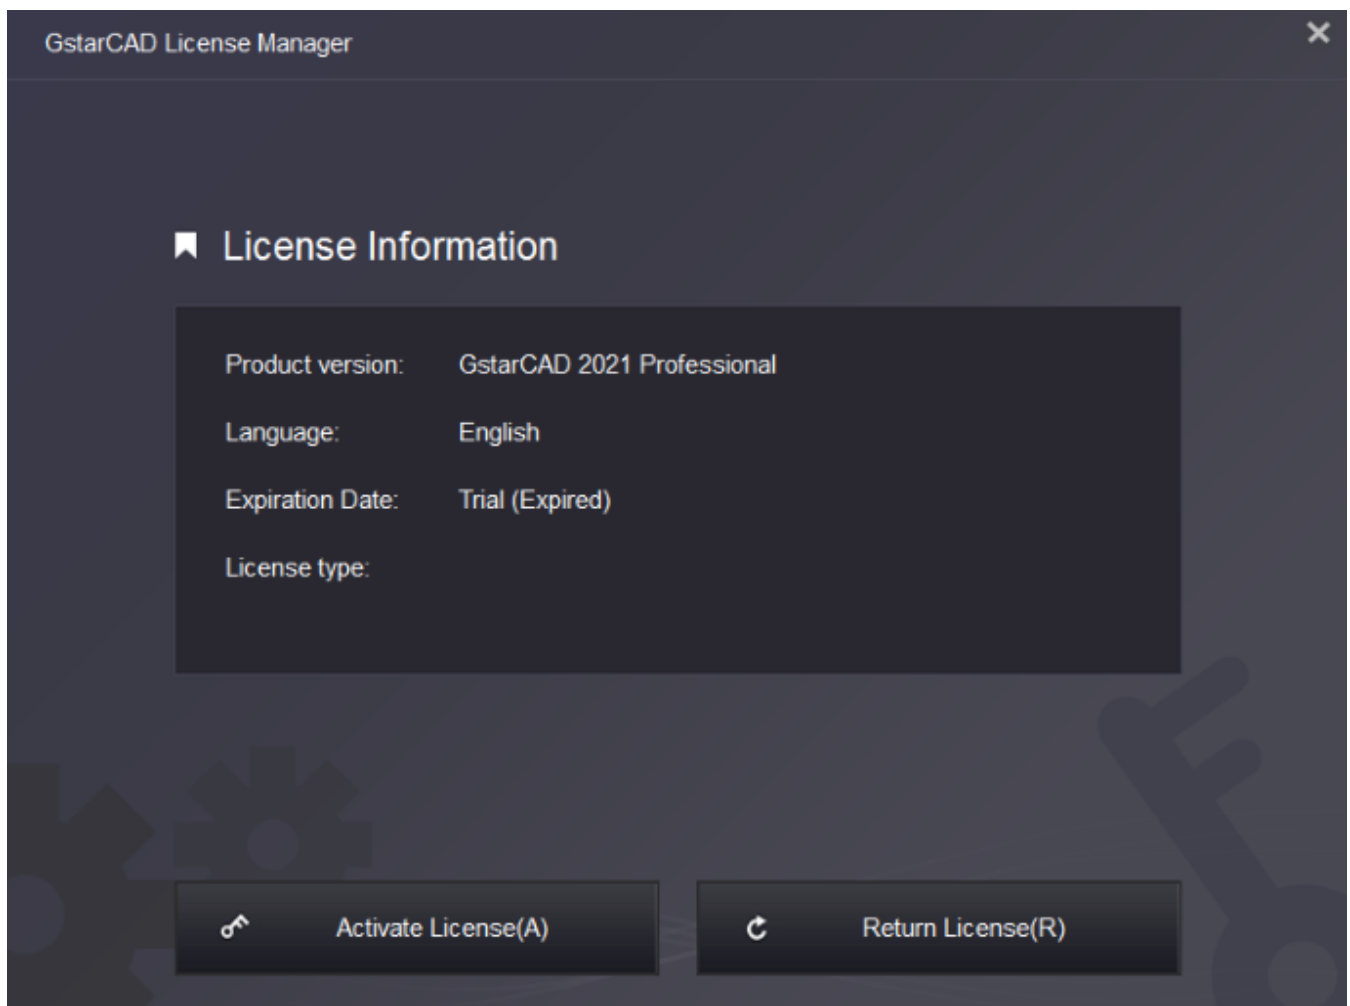 GstarCAD License Manager
License Information
Product version: GstarCAD 2021 Professional
Language: English
Expiration Date: Trial (Expired)
License type:
Activate License(A) Return License(R)